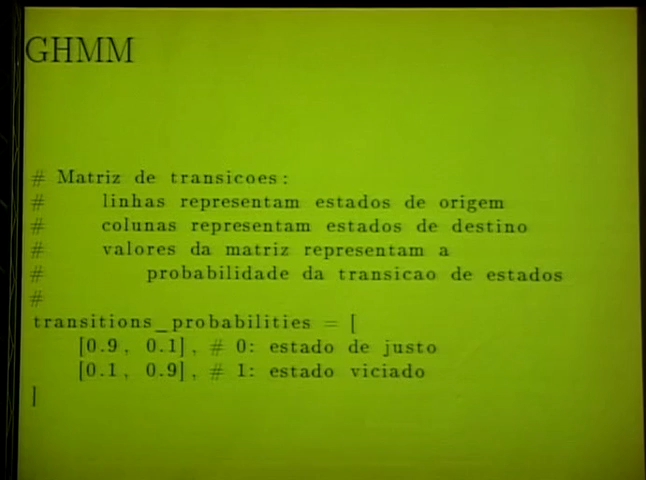 GHMM
# Matriz de transicoes:
# linhas representam estados de origem
# colunas representam estados de destino
# valores da matriz representam a
# probabilidade da transicao de estados
#
transitions_probabilities = [
[0.9, 0.1], # 0: estado de justo
[0.1, 0.9], # 1: estado viciado
]